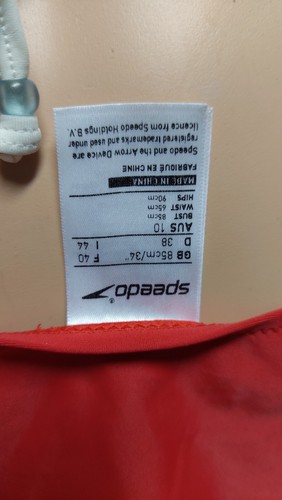 speedo®
GB 85cm/34" F 40
D 38 I 44
AUS 10
BUST 85cm
WAIST 65cm
HIPS 90cm
MADE IN CHINA
FABRIQUÉ EN CHINE
Speedo and the Arrow Device are
registered trademarks and used under
licence from Speedo Holdings B.V.